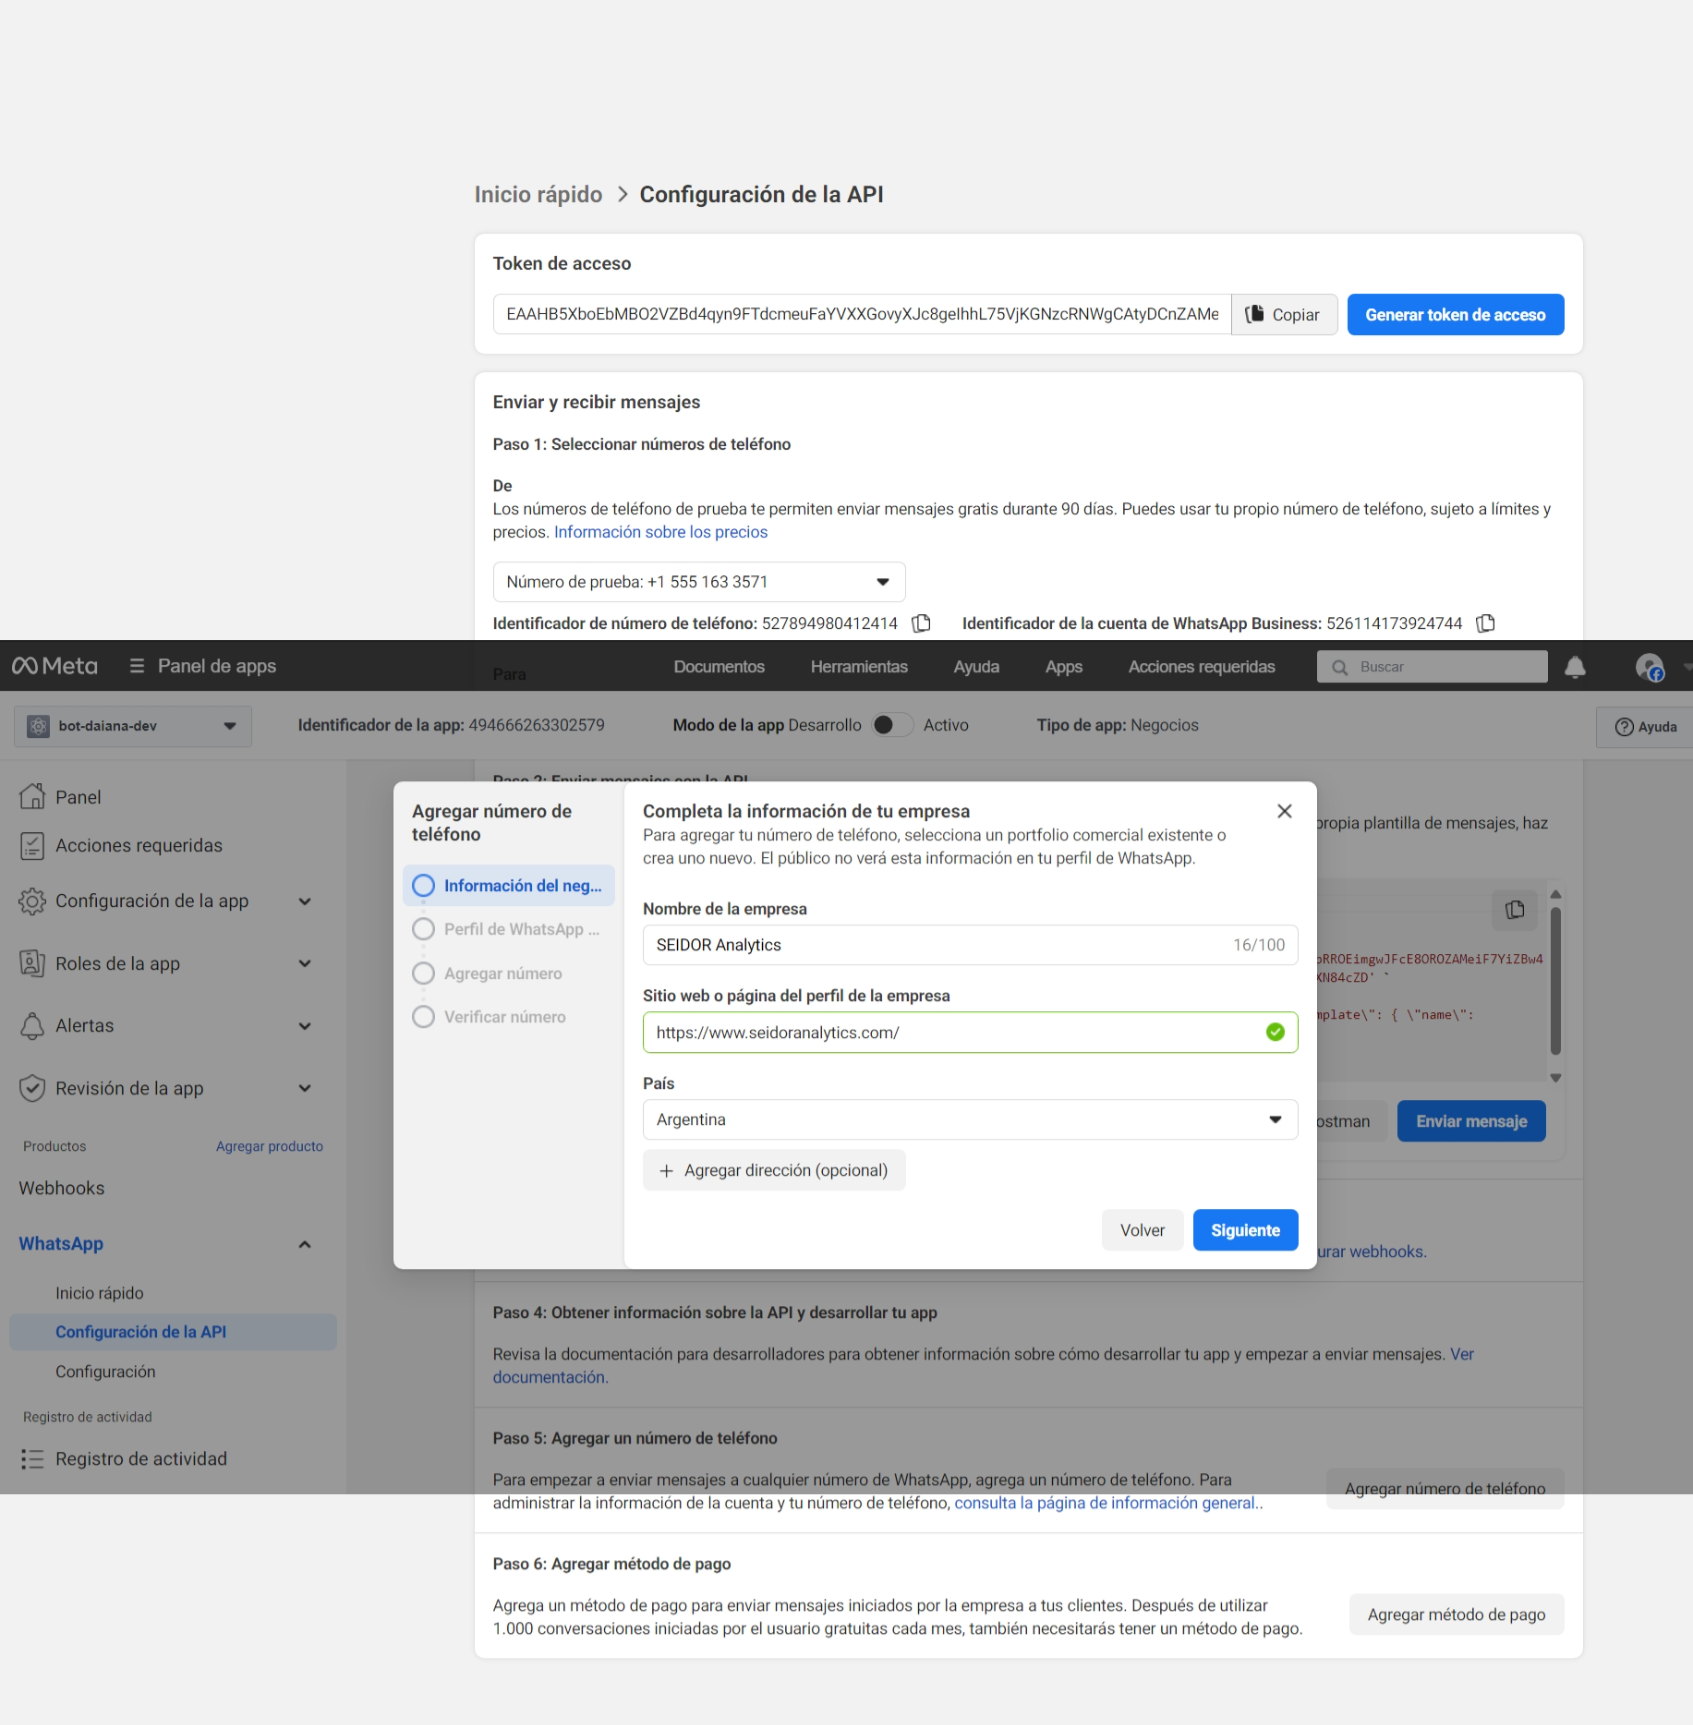 Inicio rápido > Configuración de la API
Token de acceso
EAAHB5XboEbMBO2VZBd4qyn9FTdcmeuFaYVXXGovyXJc8gelhhL75VjKGNzcRNWgCAtyDCnZAMe
Copiar
Generar token de acceso
Enviar y recibir mensajes
Paso 1: Seleccionar números de teléfono
De
Los números de teléfono de prueba te permiten enviar mensajes gratis durante 90 días. Puedes usar tu propio número de teléfono, sujeto a límites y
precios. Información sobre los precios
Número de prueba: +1 555 163 3571
Identificador de número de teléfono: 527894980412414
Identificador de la cuenta de WhatsApp Business: 526114173924744
Meta
Panel de apps
Para
Documentos
Herramientas
Ayuda
Apps
Acciones requeridas
Buscar
bot-daiana-dev
Identificador de la app: 494666263302579
Modo de la app Desarrollo
Activo
Tipo de app: Negocios
Ayuda
Panel
Acciones requeridas
Configuración de la app
Roles de la app
Alertas
Revisión de la app
Productos
Agregar producto
Webhooks
WhatsApp
Inicio rápido
Configuración de la API
Configuración
Registro de actividad
Registro de actividad
Paso 2: Enviar mensajes con la API
propia plantilla de mensajes, haz
Agregar número de
teléfono
Información del neg...
Perfil de WhatsApp ...
Agregar número
Verificar número
Completa la información de tu empresa
Para agregar tu número de teléfono, selecciona un portfolio comercial existente o
crea uno nuevo. El público no verá esta información en tu perfil de WhatsApp.
Nombre de la empresa
SEIDOR Analytics
16/100
Sitio web o página del perfil de la empresa
https://www.seidoranalytics.com/
País
Argentina
+ Agregar dirección (opcional)
Volver
Siguiente
oRROEimgwJFcE8OROZAMeiF7YiZBw4
XN84cZD' `
mplate\": { \"name\":
ostman
Enviar mensaje
urar webhooks.
Paso 4: Obtener información sobre la API y desarrollar tu app
Revisa la documentación para desarrolladores para obtener información sobre cómo desarrollar tu app y empezar a enviar mensajes. Ver
documentación.
Paso 5: Agregar un número de teléfono
Para empezar a enviar mensajes a cualquier número de WhatsApp, agrega un número de teléfono. Para
administrar la información de la cuenta y tu número de teléfono, consulta la página de información general..
Agregar número de teléfono
Paso 6: Agregar método de pago
Agrega un método de pago para enviar mensajes iniciados por la empresa a tus clientes. Después de utilizar
1.000 conversaciones iniciadas por el usuario gratuitas cada mes, también necesitarás tener un método de pago.
Agregar método de pago